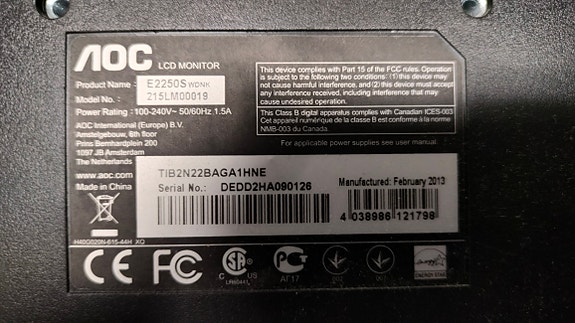 AOC LCD MONITOR
Product Name : E2250S WDNK
Model No. : 215LM00019
Power Rating : 100-240V~ 50/60Hz 1.5A
AOC International (Europe) B.V.
Amstelgebouw, 6th floor
Prins Bernhardplein 200
1097 JB Amsterdam
The Netherlands
www.aoc.com
Made in China
This device complies with Part 15 of the FCC rules. Operation
is subject to the following two conditions: (1) this device may
not cause harmful interference, and(2) this device must accept
any interference received, including interference that may
cause undesired operation.
This Class B digital apparatus complies with Canadian ICES-003
Cet appareil numérique de la classe B est conforme à la norme
NMB-003 du Canada.
For applicable power supplies see user manual.
TIB2N22BAGA1HNE
Serial No.: DEDD2HA090126
Manufactured: February 2013
4 038986 121798
CE FC
C US
АГ17
ENERGY STAR